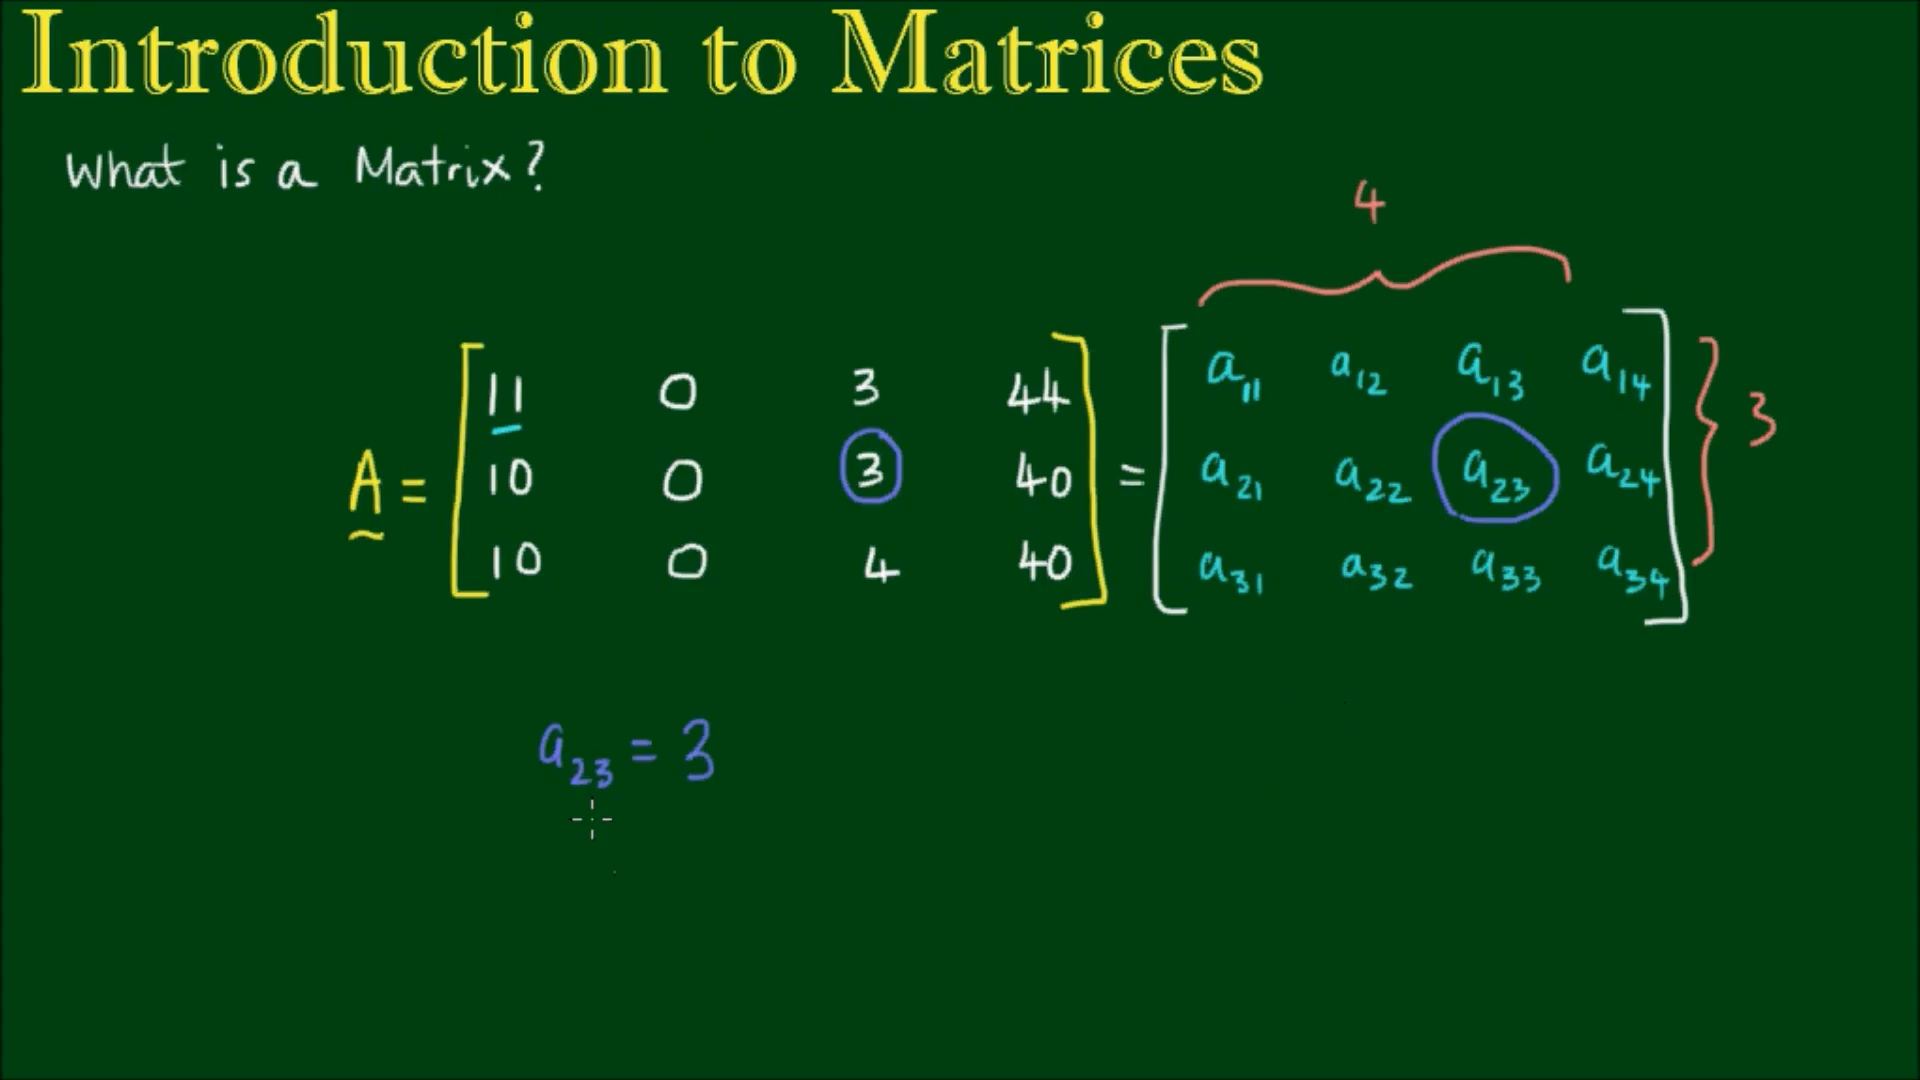 Introduction to Matrices
What is a Matrix?
4
11 0 3 44 a11 a12 a13 a14
A = 10 0 3 40 = a21 a22 a23 a24 3
10 0 4 40 a31 a32 a33 a34
a23 = 3